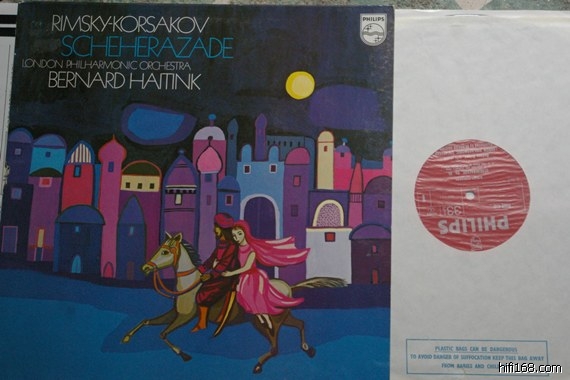 RIMSKY-KORSAKOV
SCHEHERAZADE
LONDON PHILHARMONIC ORCHESTRA
BERNARD HAITINK
PHILIPS
PHILIPS
PLASTIC BAGS CAN BE DANGEROUS
TO AVOID DANGER OF SUFFOCATION KEEP THIS BAG AWAY
FROM BABIES AND CHILDREN
hifi168.com